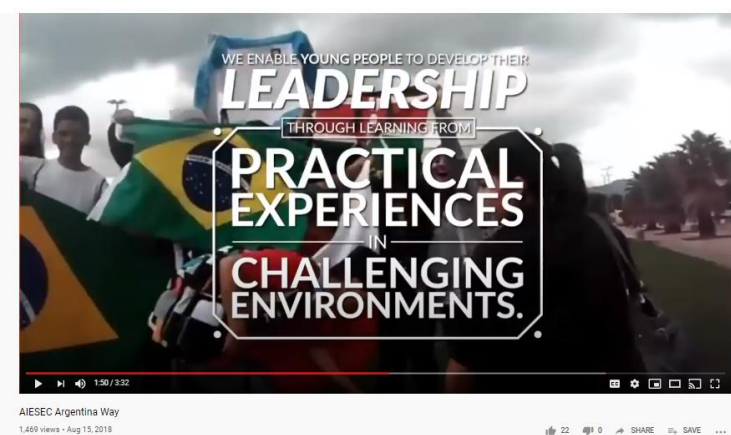 WE ENABLE YOUNG PEOPLE TO DEVELOP THEIR
LEADERSHIP
THROUGH LEARNING FROM
PRACTICAL
EXPERIENCES
IN
CHALLENGING
ENVIRONMENTS.
1:50 / 3:32
CC
AIESEC Argentina Way
1,469 views • Aug 15, 2018
22
0
SHARE
SAVE